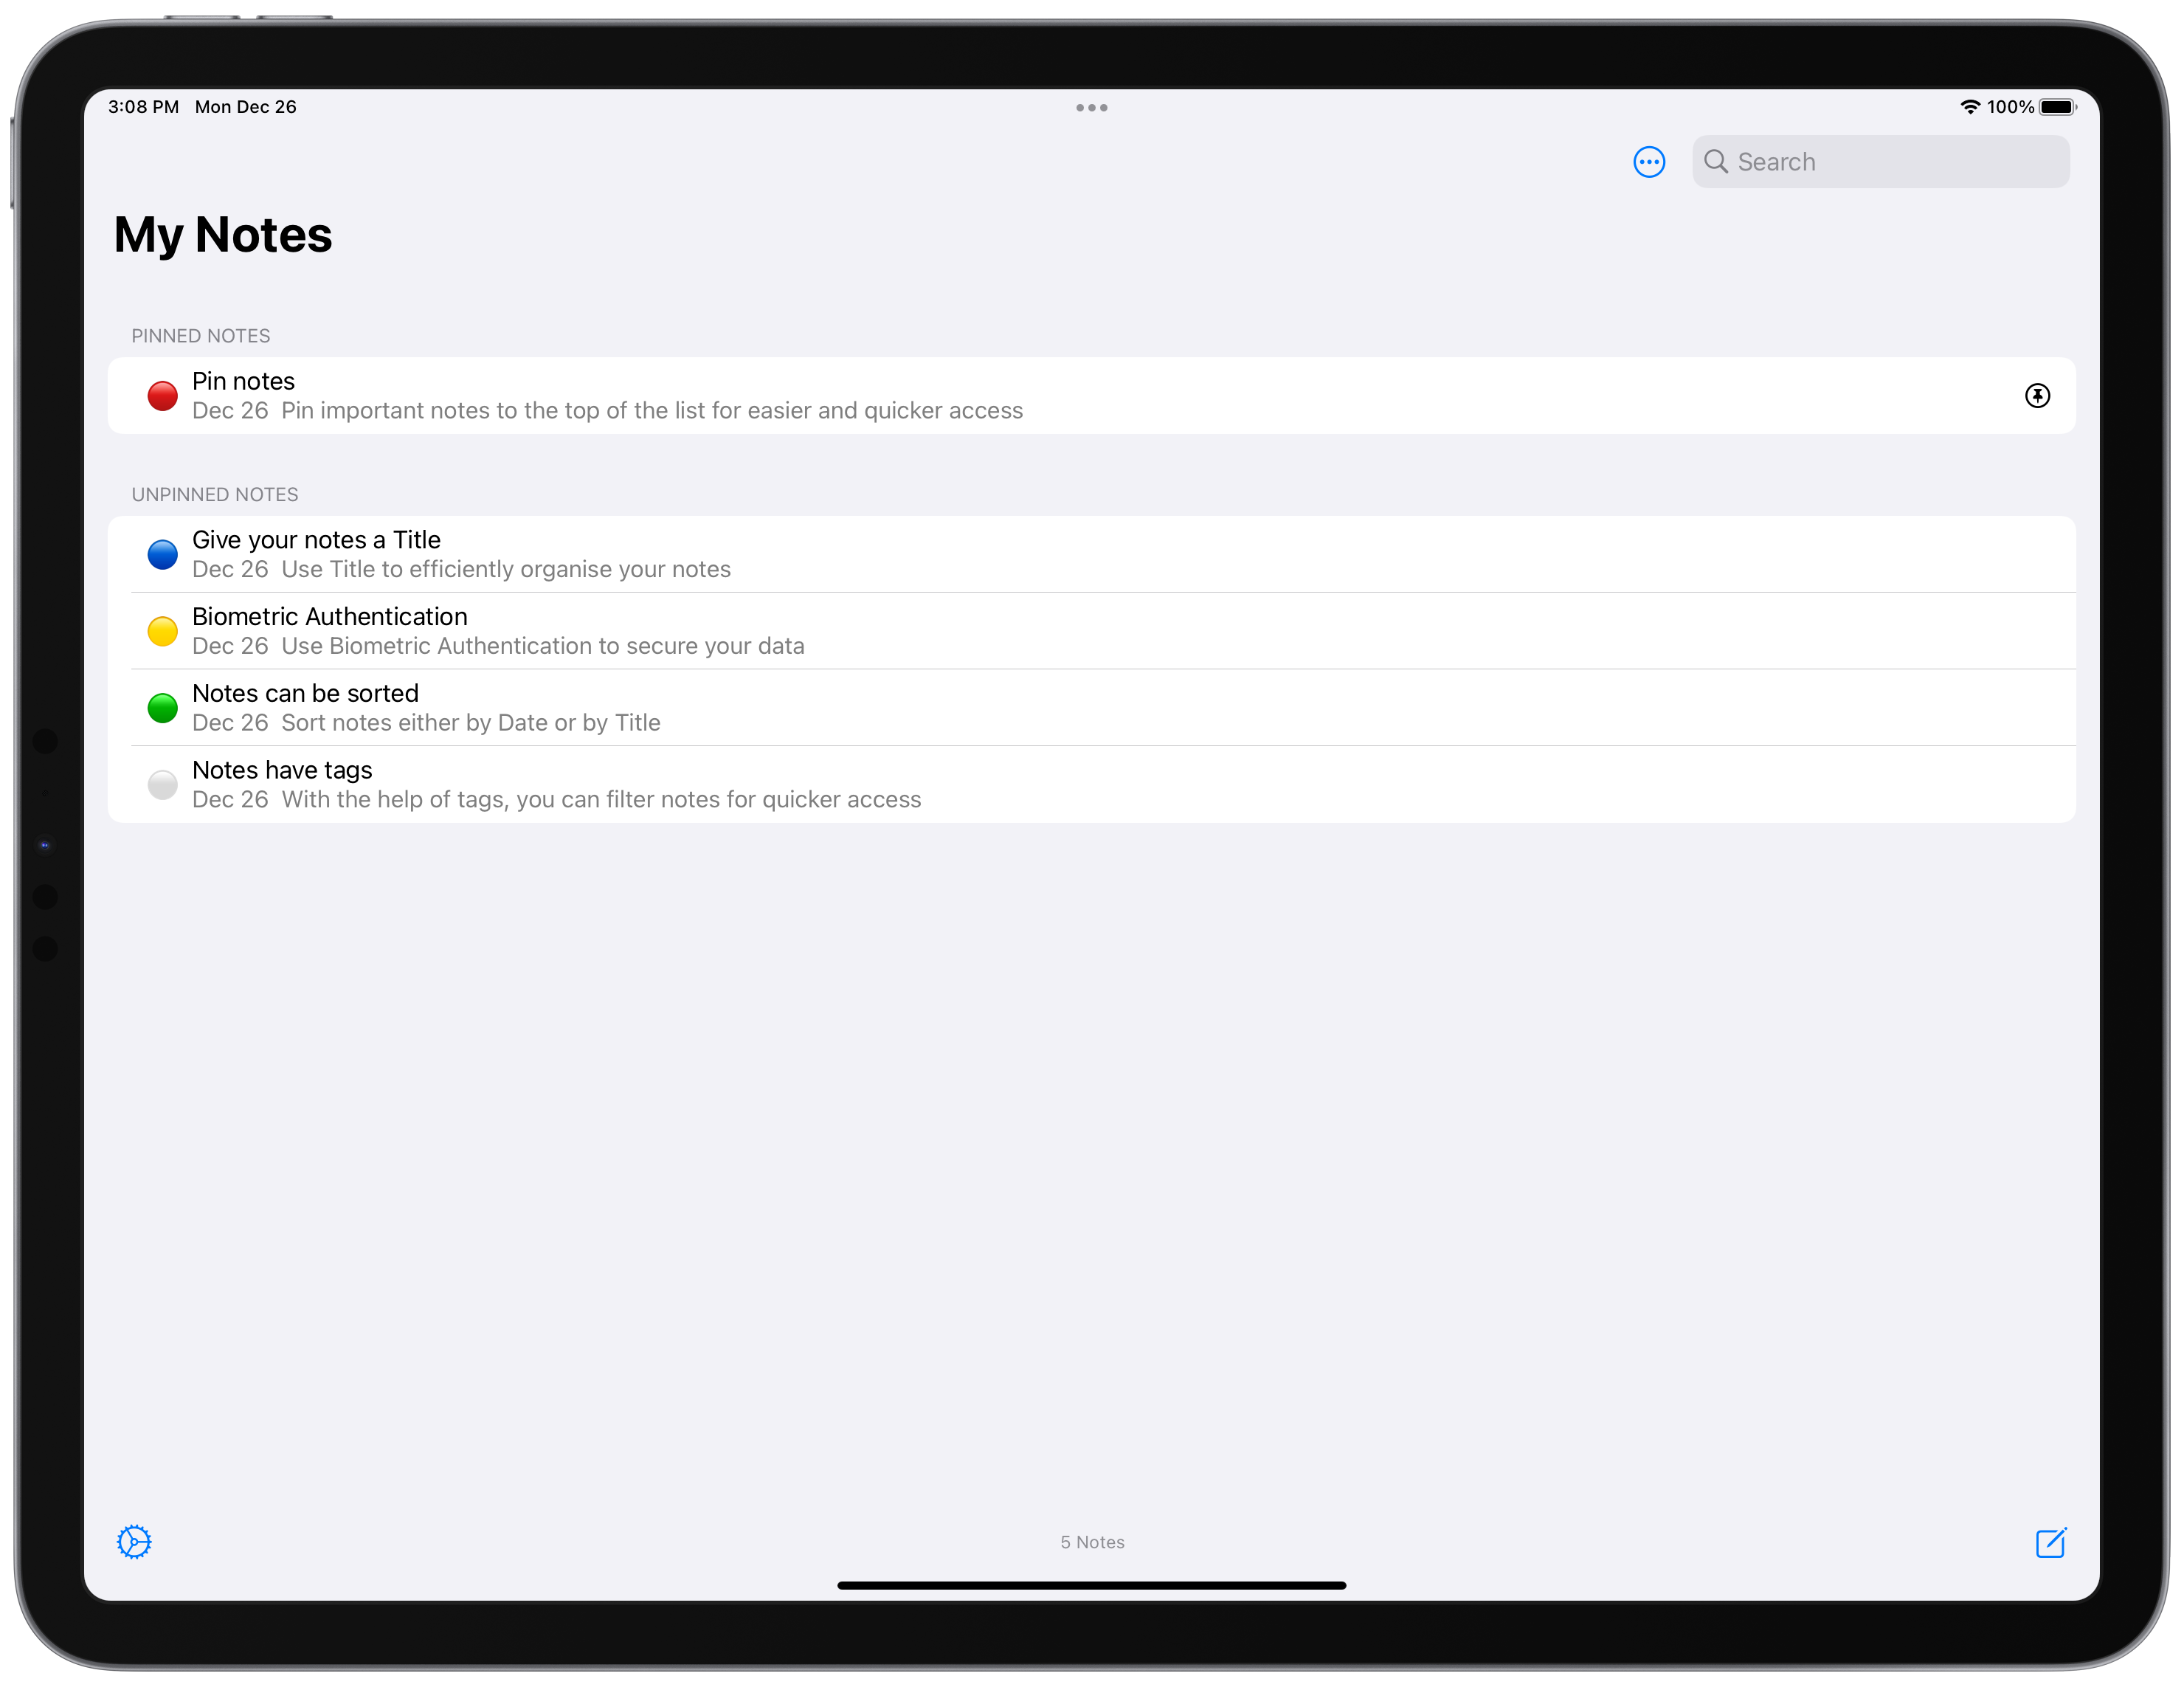 3:08 PM Mon Dec 26
100%
Search
My Notes
PINNED NOTES
Pin notes
Dec 26 Pin important notes to the top of the list for easier and quicker access
UNPINNED NOTES
Give your notes a Title
Dec 26 Use Title to efficiently organise your notes
Biometric Authentication
Dec 26 Use Biometric Authentication to secure your data
Notes can be sorted
Dec 26 Sort notes either by Date or by Title
Notes have tags
Dec 26 With the help of tags, you can filter notes for quicker access
5 Notes